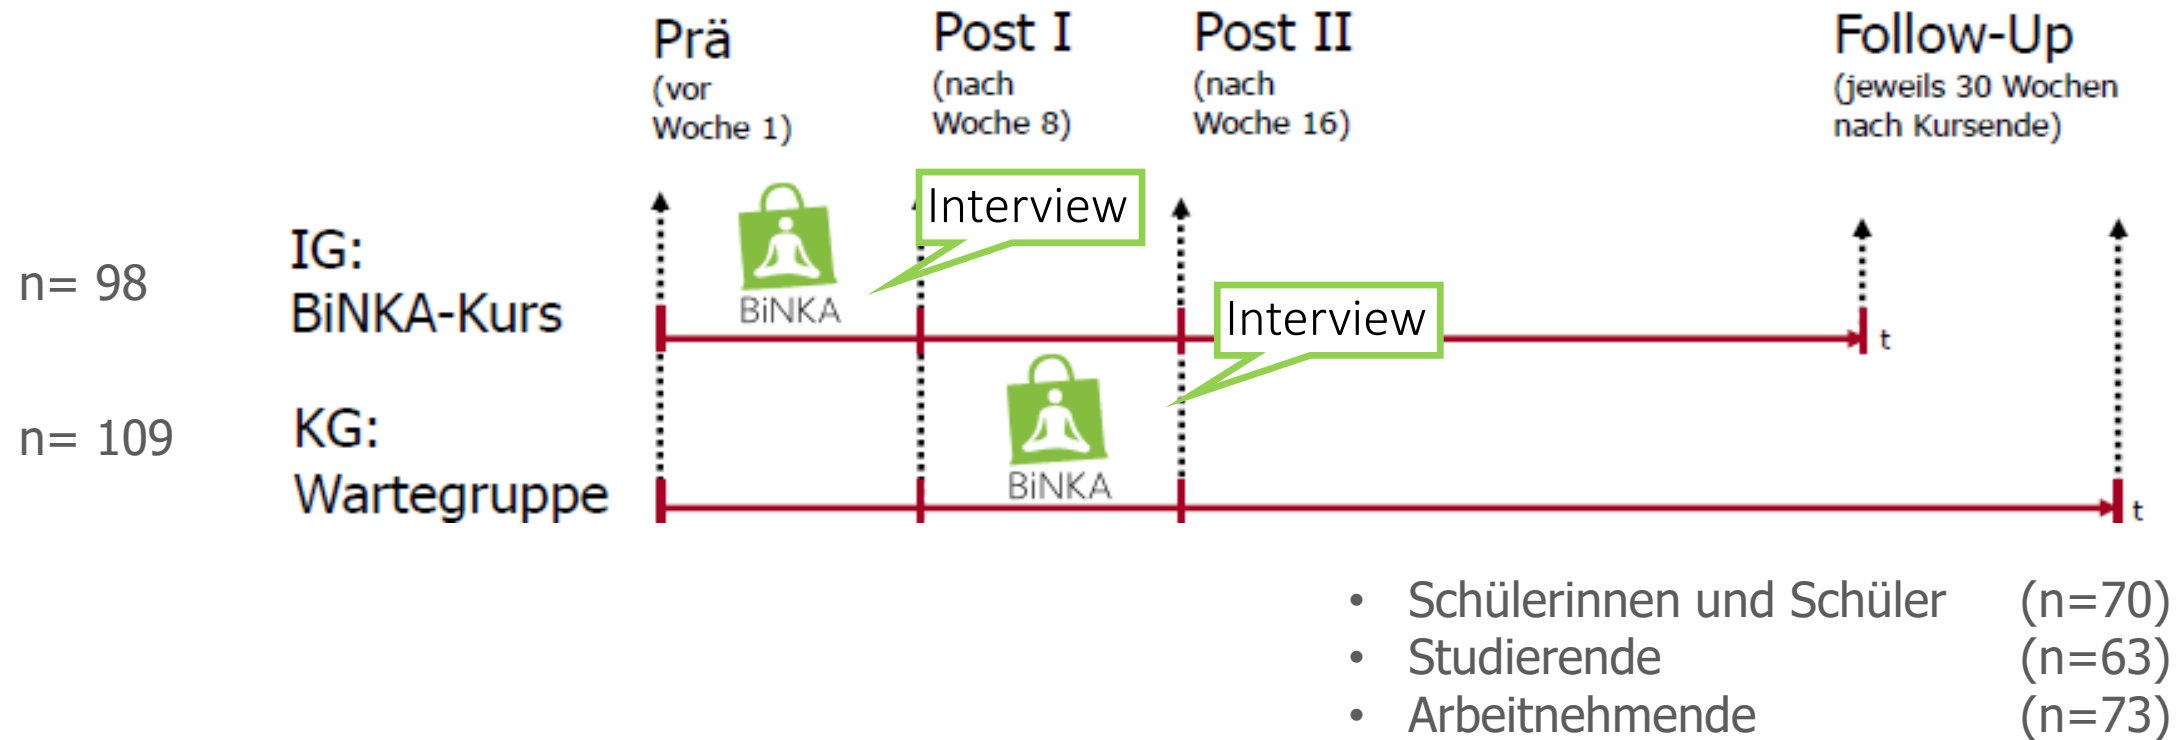 Prä
(vor
Woche 1)
Post I
(nach
Woche 8)
Post II
(nach
Woche 16)
Follow-Up
(jeweils 30 Wochen
nach Kursende)
n= 98
IG:
BiNKA-Kurs
BiNKA
Interview
Interview
t
n= 109
KG:
Wartegruppe
BiNKA
t
• Schülerinnen und Schüler (n=70)
• Studierende (n=63)
• Arbeitnehmende (n=73)